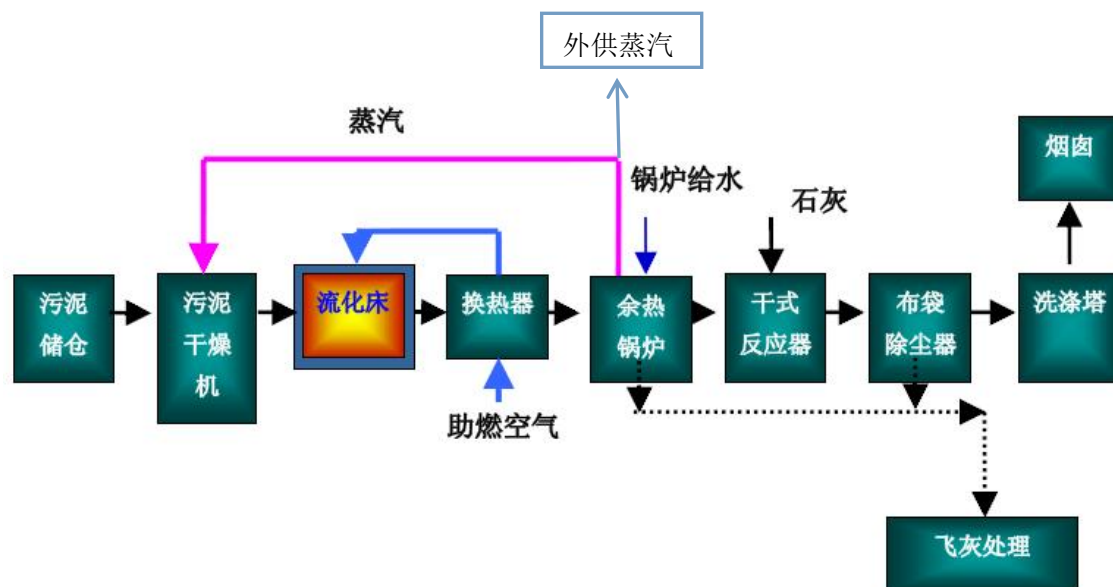 外供蒸汽
蒸汽
烟囱
锅炉给水
石灰
污泥
储仓
污泥
干燥
机
流化床
换热器
余热
锅炉
干式
反应器
布袋
除尘器
洗涤塔
助燃空气
飞灰处理